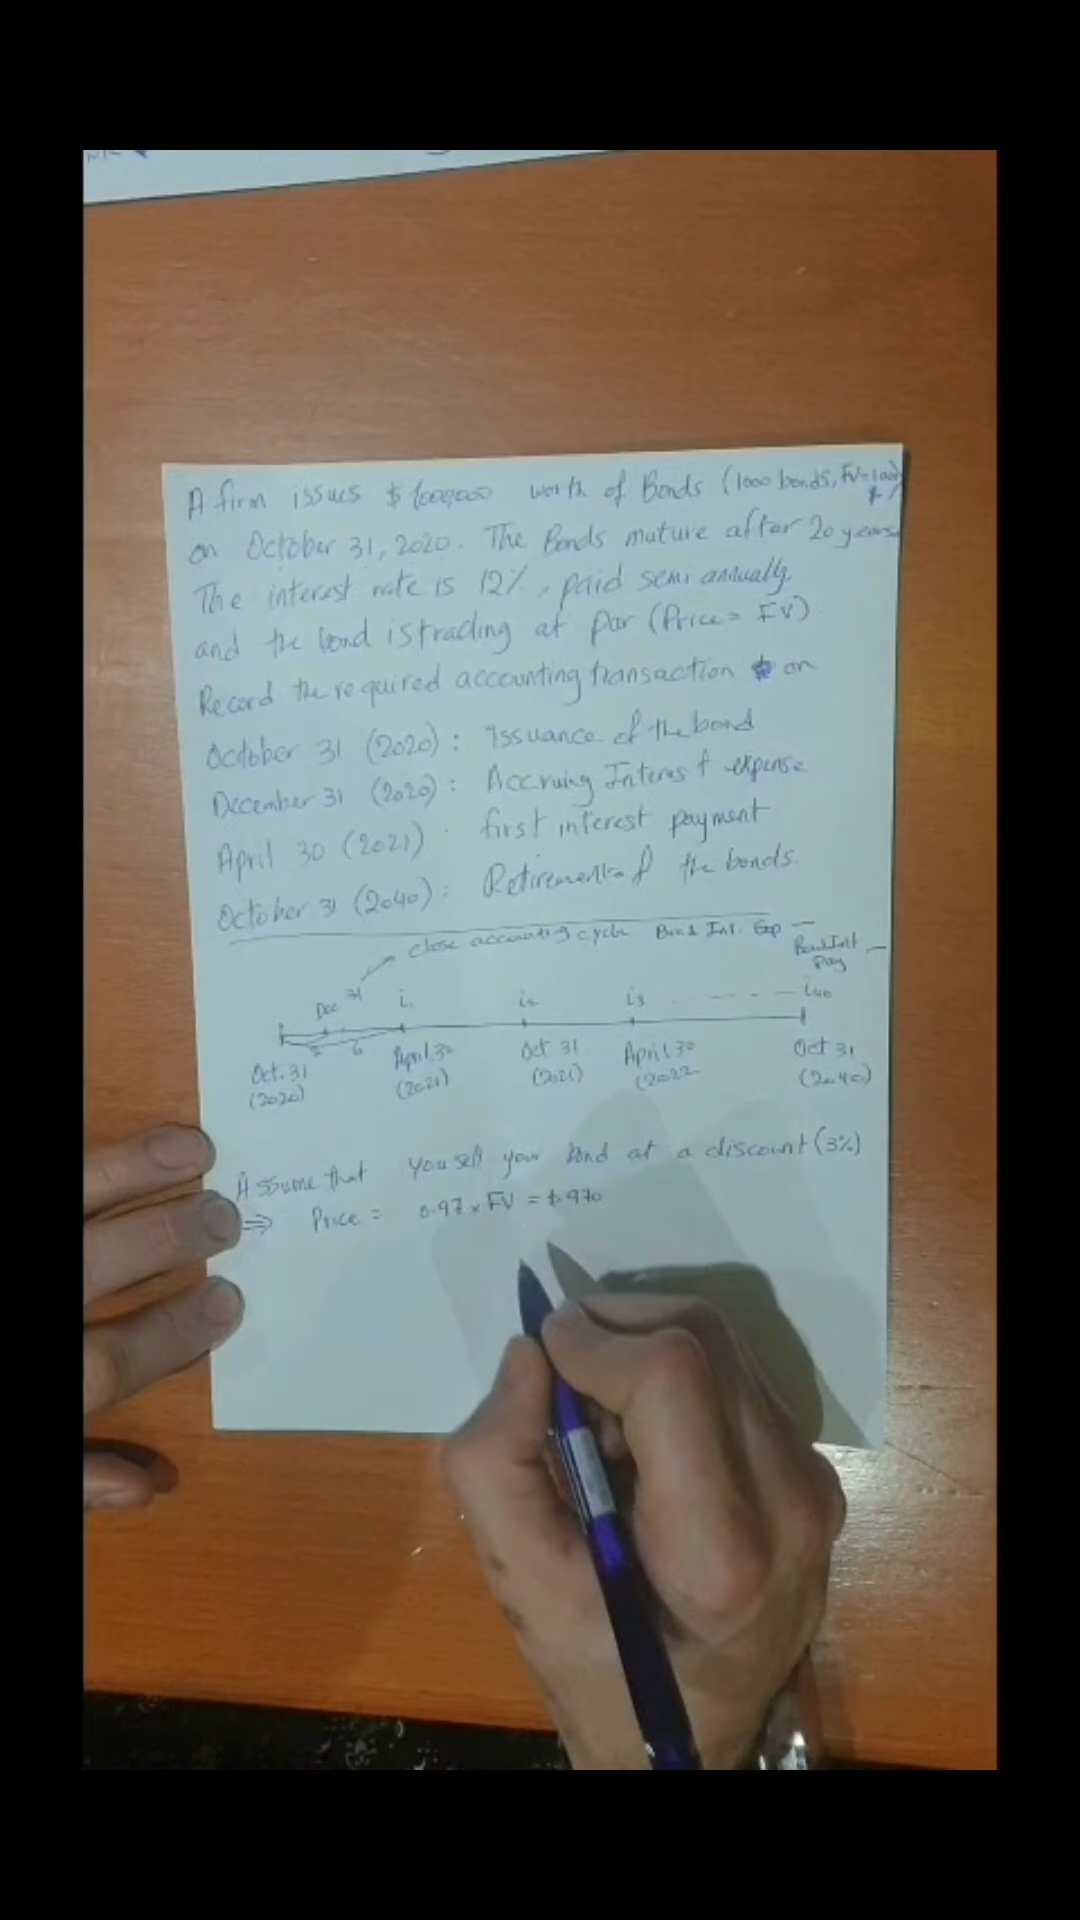 A firm issues $1,000,000 worth of Bonds (1000 bonds, FV=1000
$/
on October 31, 2020. The Bonds mature after 20 years.
The interest rate is 12%, paid semi annually.
and the bond is trading at par (Price = FV)
Record the required accounting transaction on
October 31 (2020): Issuance of the bond
December 31 (2020): Accruing Interest expense
April 30 (2021) : first interest payment
October 31 (2040): Retirement of the bonds.
close accounting cycle Bond Int. Exp —
Bond Int. —
Pay
Dec 31 i1 i2 i3 - - - - i40
2 6
Oct. 31 April 30 Oct 31 April 30 Oct 31
(2020) (2021) (2021) (2022 (2040)
Assume that you sell your bond at a discount (3%)
⇒ Price = 0.97 × FV = $970